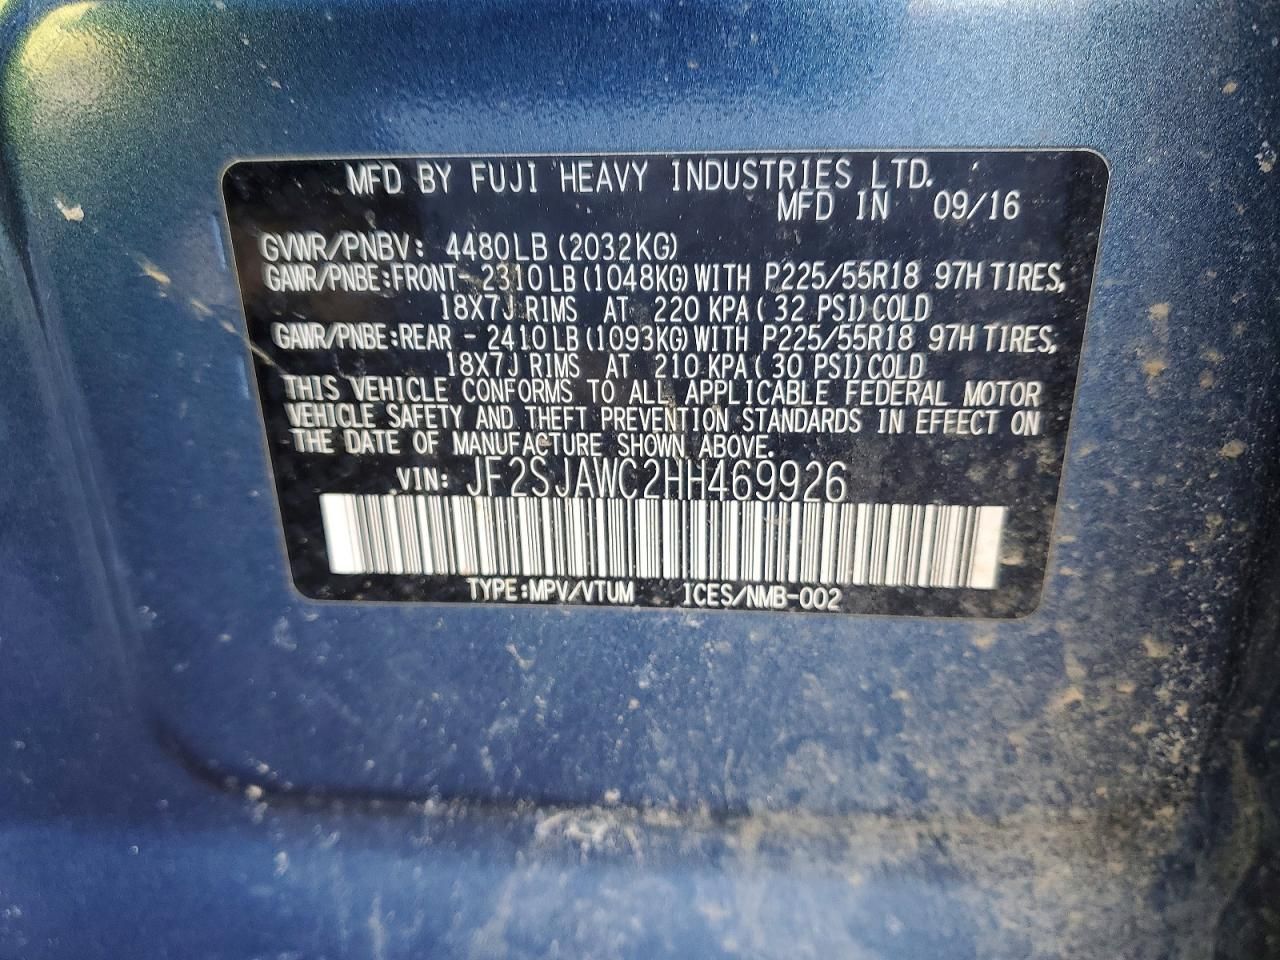 MFD BY FUJI HEAVY INDUSTRIES LTD.
MFD IN 09/16
GVWR/PNBV: 4480LB (2032KG)
GAWR/PNBE:FRONT- 2310LB (1048KG) WITH P225/55R18 97H TIRES,
18X7J RIMS AT 220 KPA ( 32 PSI) COLD
GAWR/PNBE:REAR - 2410LB (1093KG) WITH P225/55R18 97H TIRES,
18X7J RIMS AT 210 KPA ( 30 PSI) COLD
THIS VEHICLE CONFORMS TO ALL APPLICABLE FEDERAL MOTOR
VEHICLE SAFETY AND THEFT PREVENTION STANDARDS IN EFFECT ON
THE DATE OF MANUFACTURE SHOWN ABOVE.
VIN: JF2SJAWC2HH469926
TYPE:MPV/VTUM ICES/NMB-002